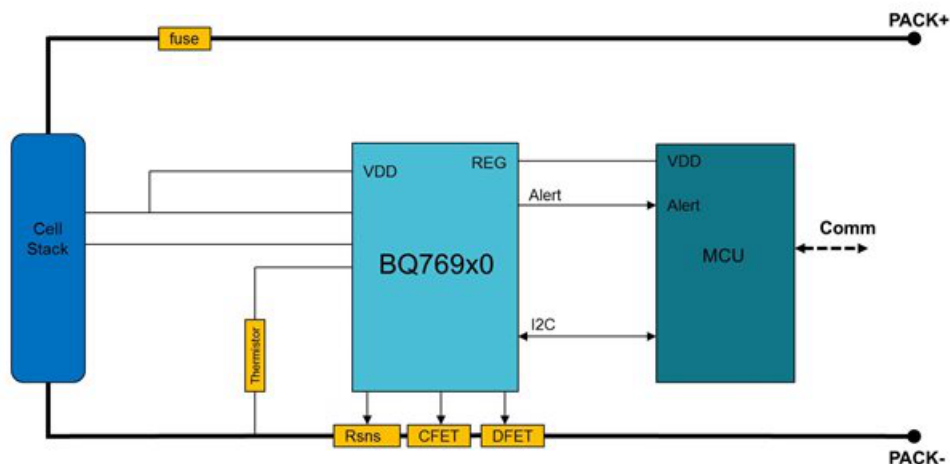 PACK+
fuse
VDD
REG
VDD
Alert
Alert
Cell
Stack
BQ769x0
MCU
Comm
Thermistor
I2C
Rsns
CFET
DFET
PACK-